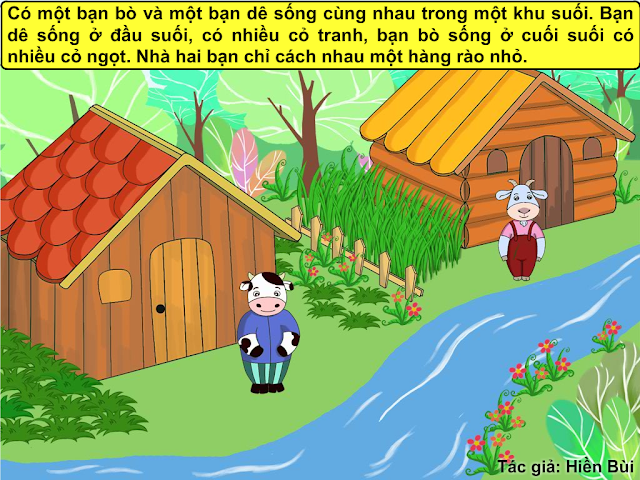 Có một bạn bò và một bạn dê sống cùng nhau trong một khu suối. Bạn
dê sống ở đầu suối, có nhiều cỏ tranh, bạn bò sống ở cuối suối có
nhiều cỏ ngọt. Nhà hai bạn chỉ cách nhau một hàng rào nhỏ.
Tác giả: Hiền Bùi